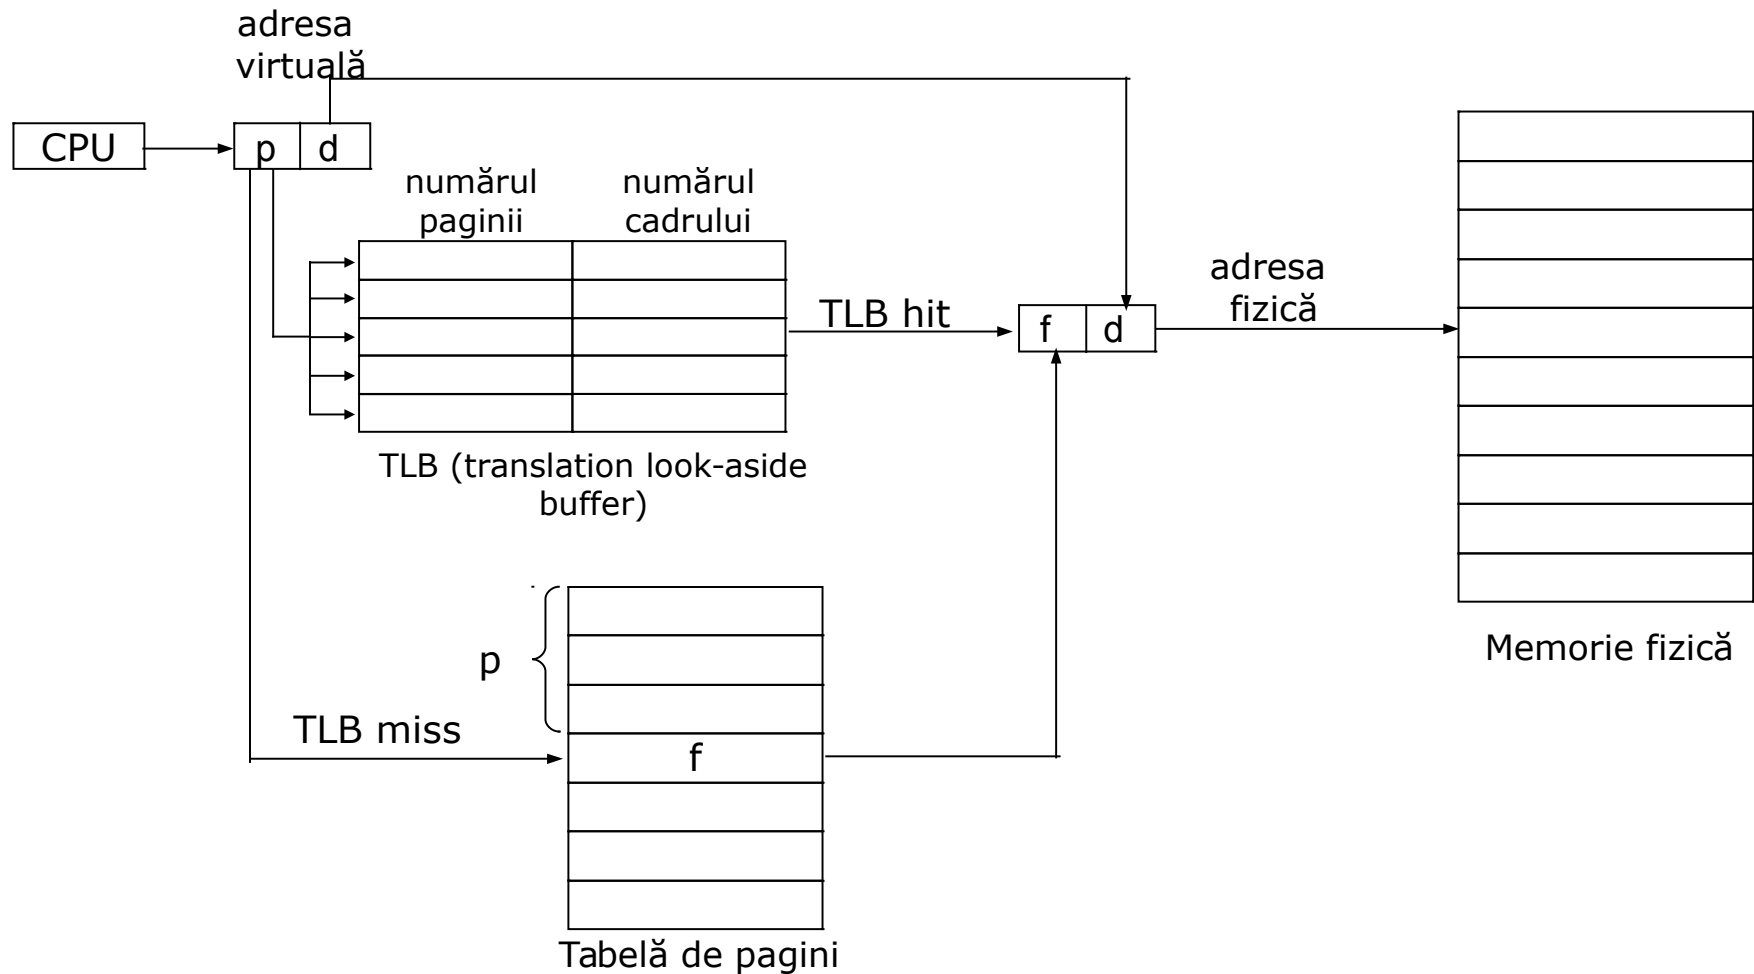 adresa
virtuală
CPU
p
d
numărul
paginii
numărul
cadrului
TLB hit
f
d
adresa
fizică
TLB (translation look-aside
buffer)
p
TLB miss
f
Tabelă de pagini
Memorie fizică